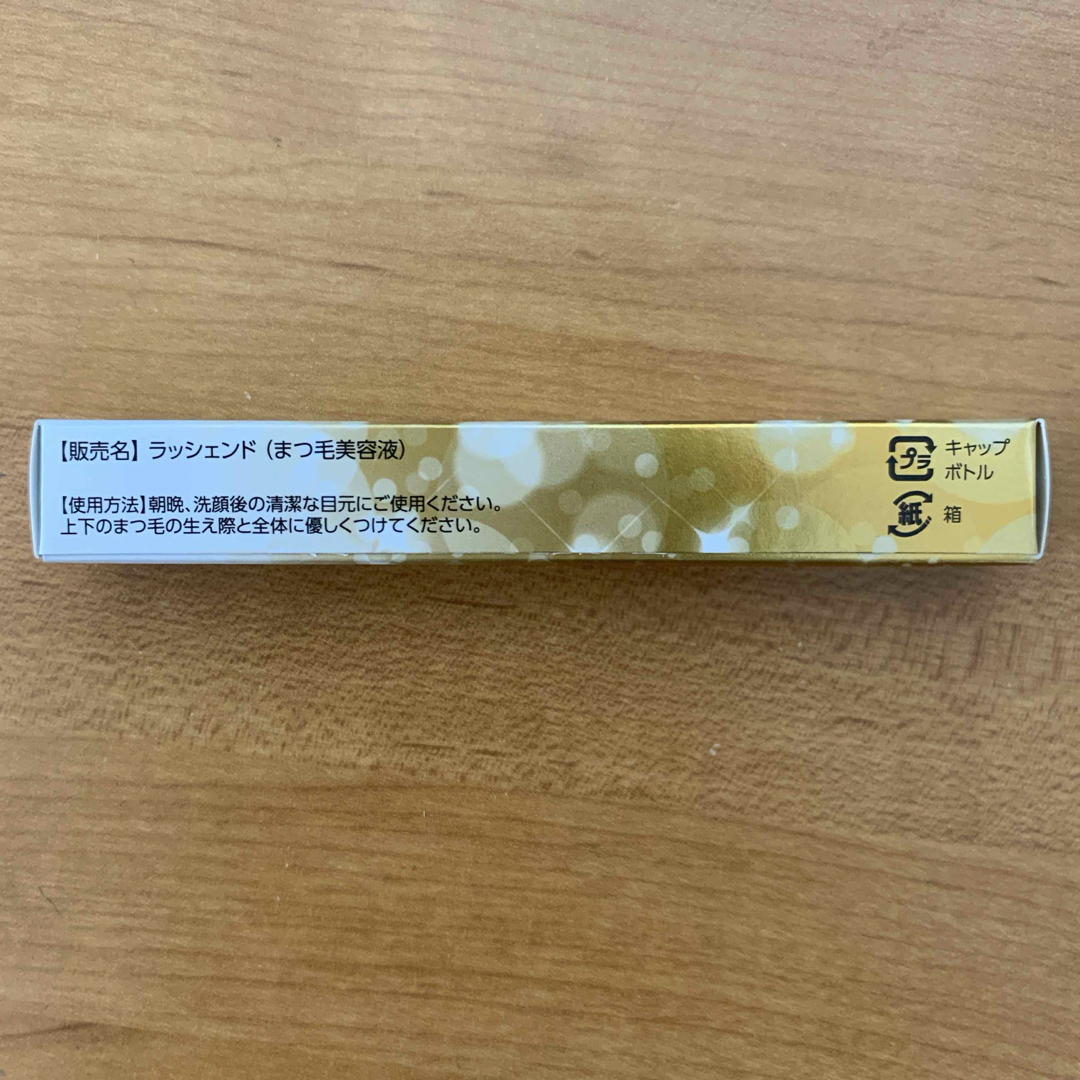 【販売名】 ラッシェンド (まつ毛美容液)
【使用方法】朝晩、洗顔後の清潔な目元にご使用ください。
上下のまつ毛の生え際と全体に優しくつけてください。
プラ
キャップ
ボトル
紙
箱